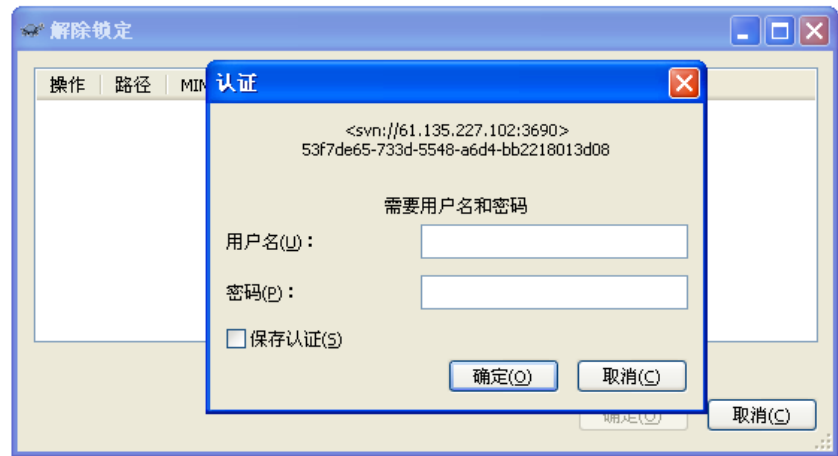 解除锁定
操作 路径 MIM
认证
<svn://61.135.227.102:3690>
53f7de65-733d-5548-a6d4-bb2218013d08
需要用户名和密码
用户名(U)：
密码(P)：
保存认证(S)
确定(O) 取消(C)
确定(O) 取消(C)